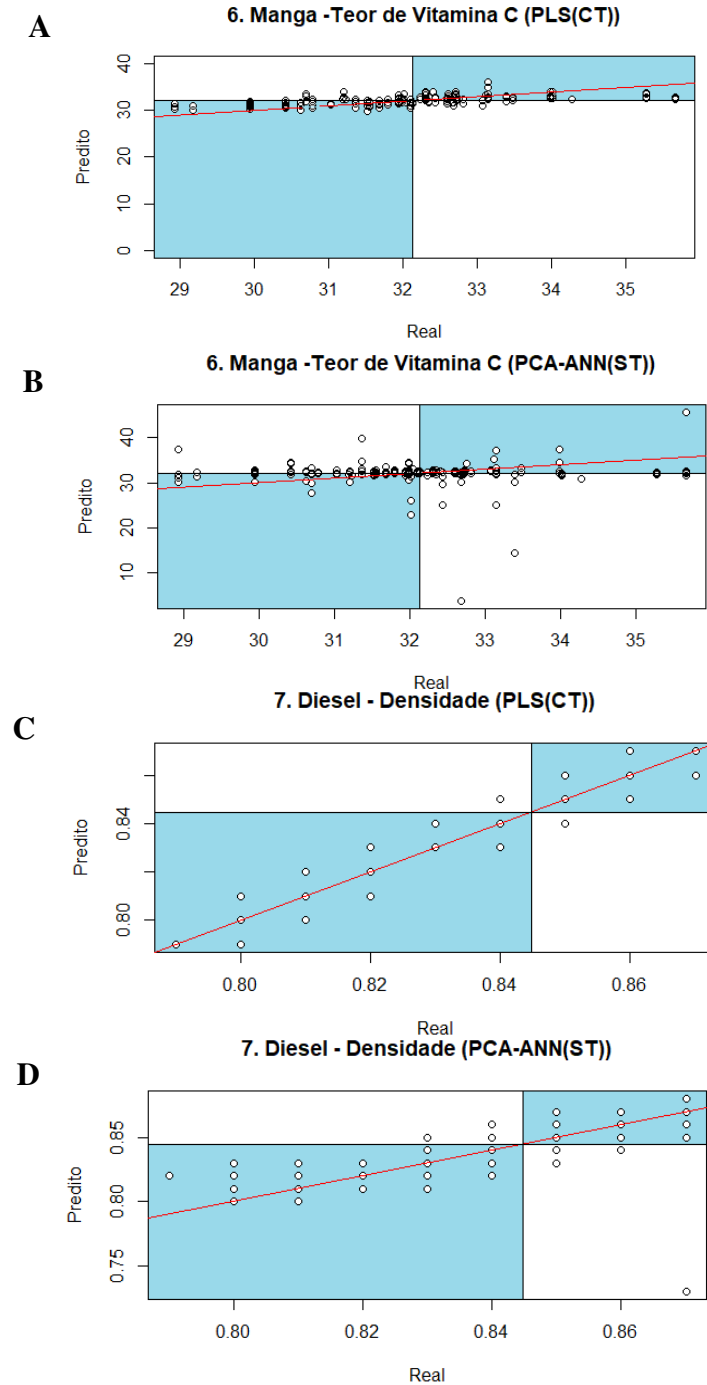 A
6. Manga -Teor de Vitamina C (PLS(CT))
Predito
40
30
20
10
0
29 30 31 32 33 34 35
Real
B
6. Manga -Teor de Vitamina C (PCA-ANN(ST))
Predito
40
30
20
10
29 30 31 32 33 34 35
Real
C
7. Diesel - Densidade (PLS(CT))
Predito
0.84
0.80
0.80 0.82 0.84 0.86
Real
D
7. Diesel - Densidade (PCA-ANN(ST))
Predito
0.85
0.80
0.75
0.80 0.82 0.84 0.86
Real